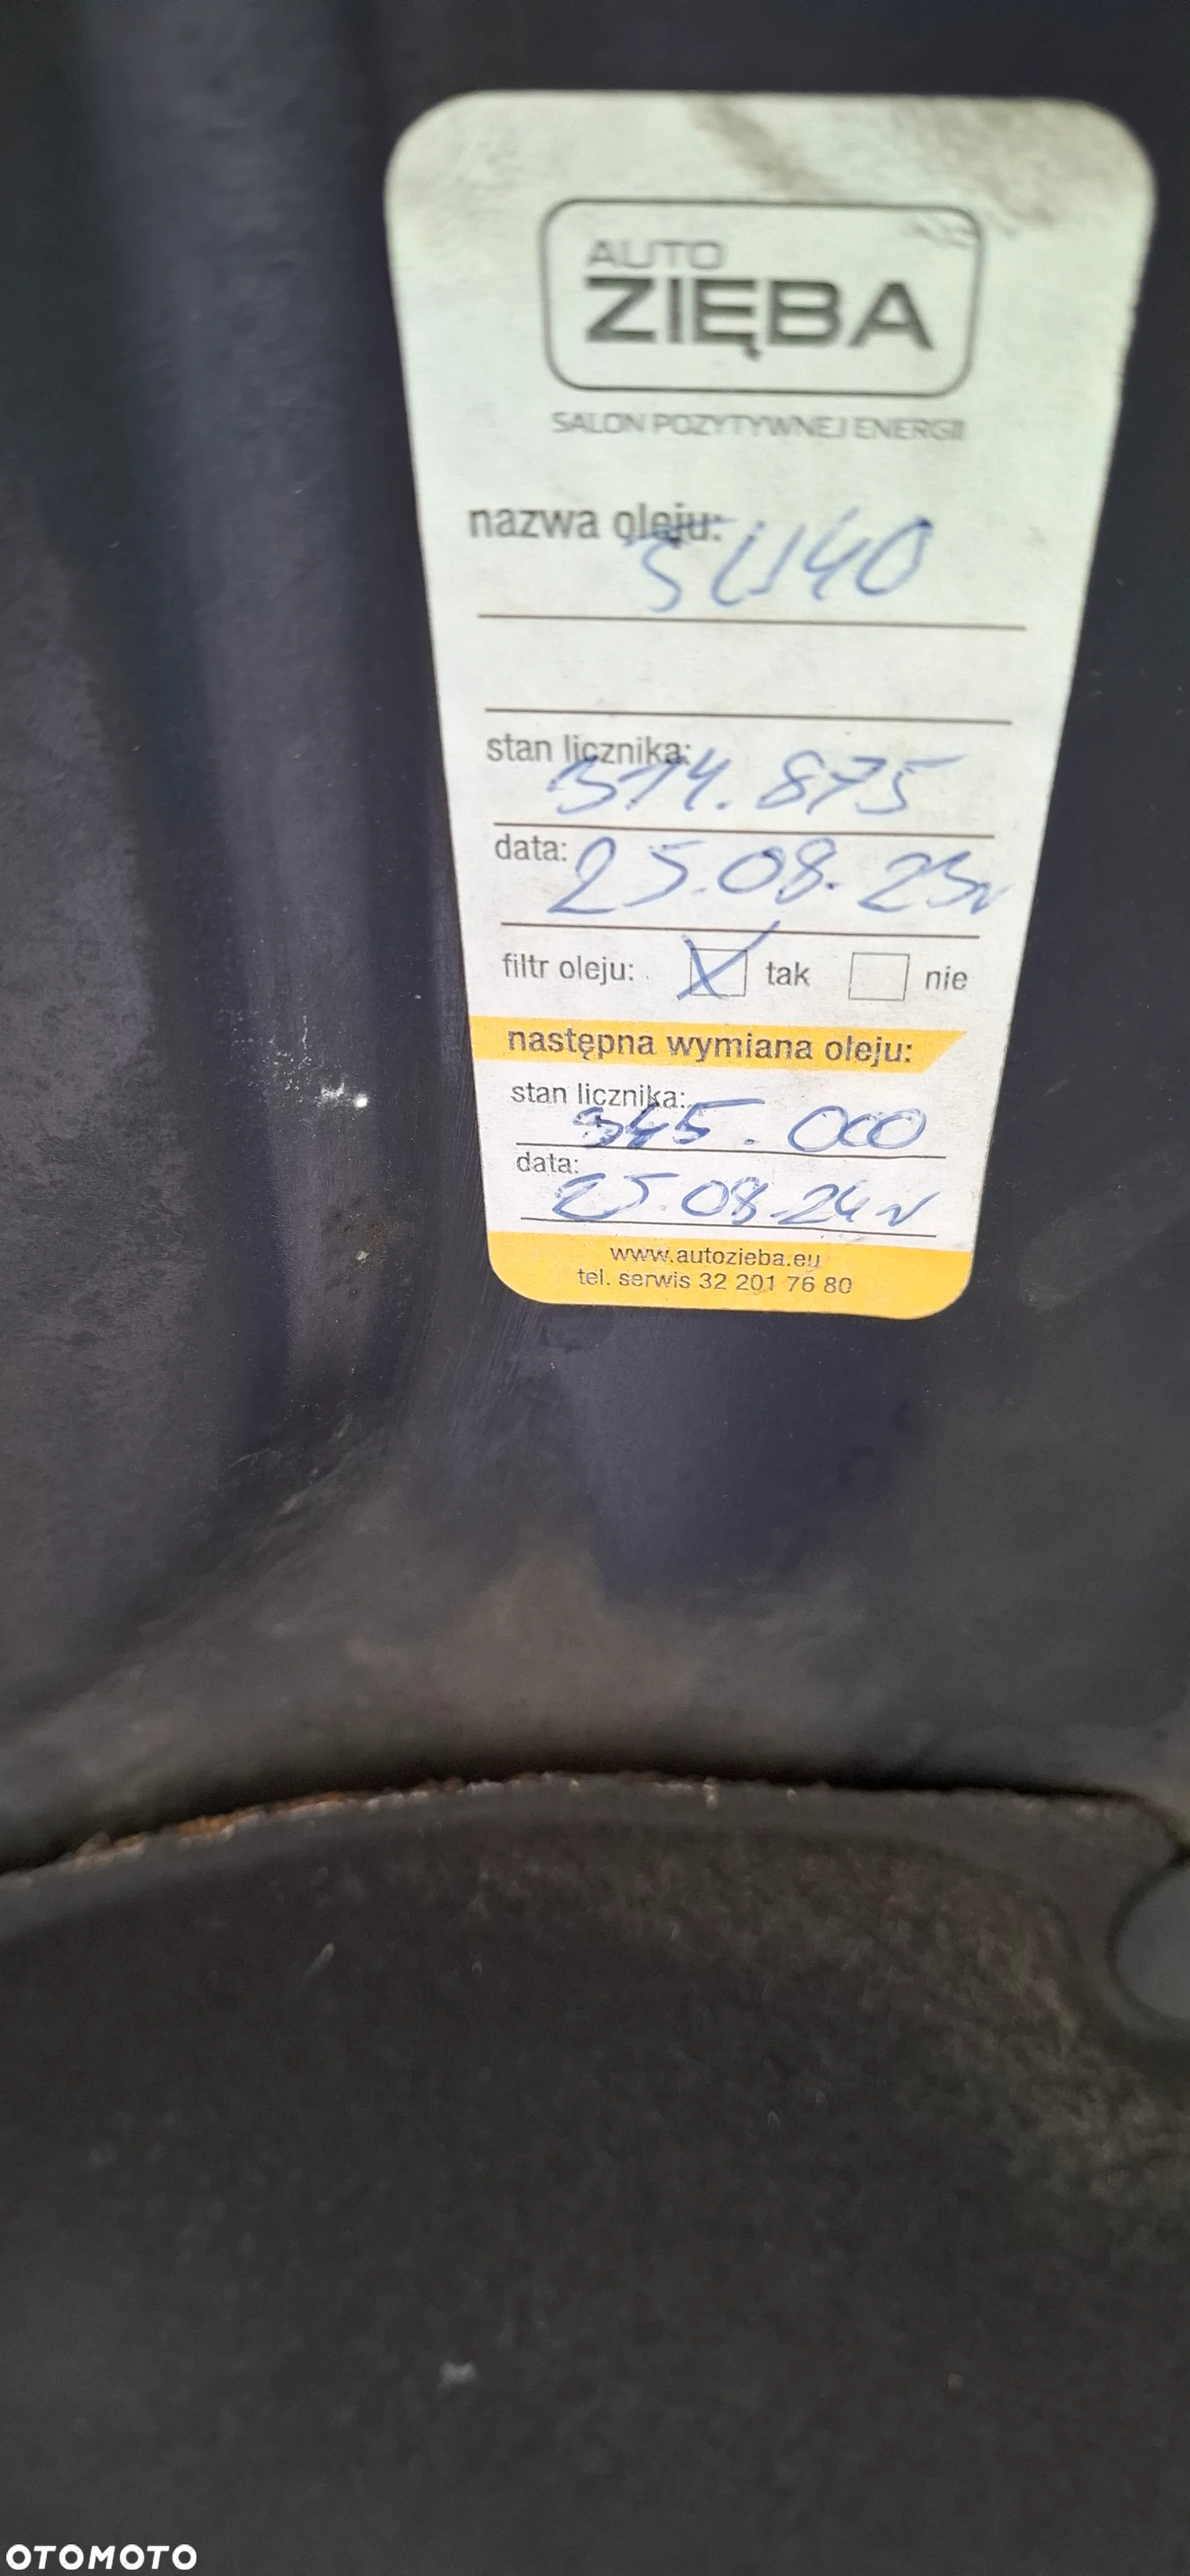 AUTO
ZIĘBA
SALON POZYTYWNEJ ENERGII
nazwa oleju:
5W40
stan licznika:
314.875
data: 25.08.23r
filtr oleju: X tak nie
następna wymiana oleju:
stan licznika:
345.000
data:
25.08.24r
www.autozieba.eu
tel. serwis 32 201 76 80
OTOMOTO